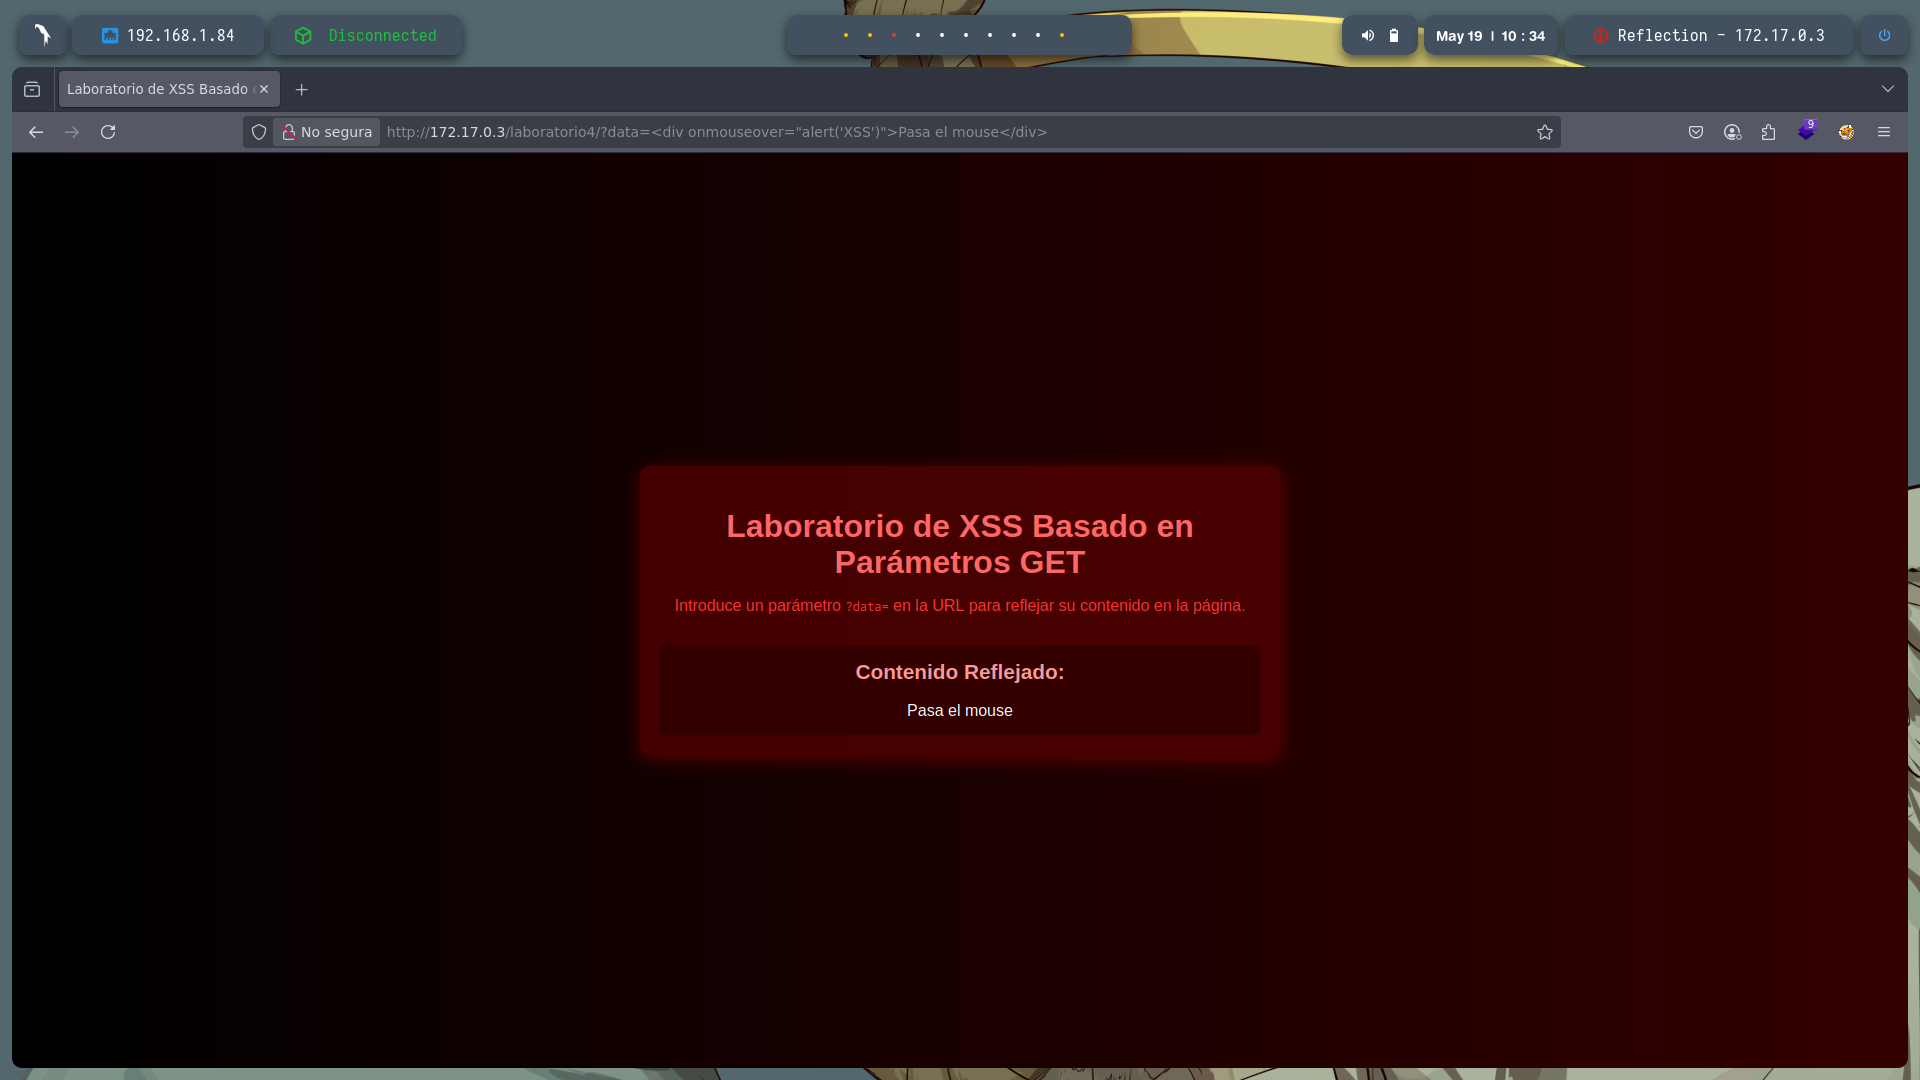 192.168.1.84
Disconnected
May 19 | 10 : 34
Reflection - 172.17.0.3
Laboratorio de XSS Basado
No segura
http://172.17.0.3/laboratorio4/?data=<div onmouseover="alert('XSS')">Pasa el mouse</div>
9
Laboratorio de XSS Basado en
Parámetros GET
Introduce un parámetro ?data= en la URL para reflejar su contenido en la página.
Contenido Reflejado:
Pasa el mouse